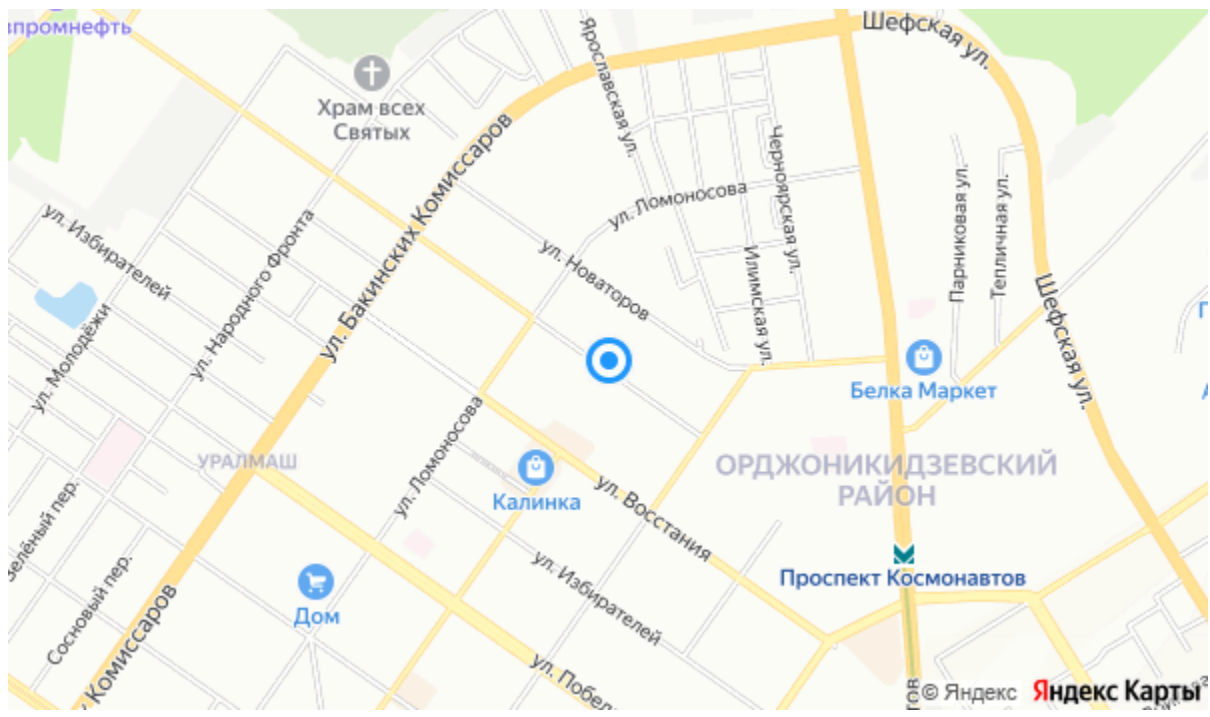 зпромнефть
Храм всех
Святых
Ярославская ул.
Шефская ул.
ул. Бакинских Комиссаров
ул. Ломоносова
Черноярская ул.
Парниковая ул.
Тепличная ул.
ул. Избирателей
ул. Народного Фронта
ул. Новаторов
Илимская ул.
Шефская ул.
ул. Молодёжи
Белка Маркет
УРАЛМАШ
ул. Ломоносова
Калинка
ул. Восстания
ОРДЖОНИКИДЗЕВСКИЙ
РАЙОН
Зелёный пер.
Сосновый пер.
Дом
ул. Избирателей
Проспект Космонавтов
Комиссаров
ул. Побед
тов
© Яндекс
Яндекс Карты